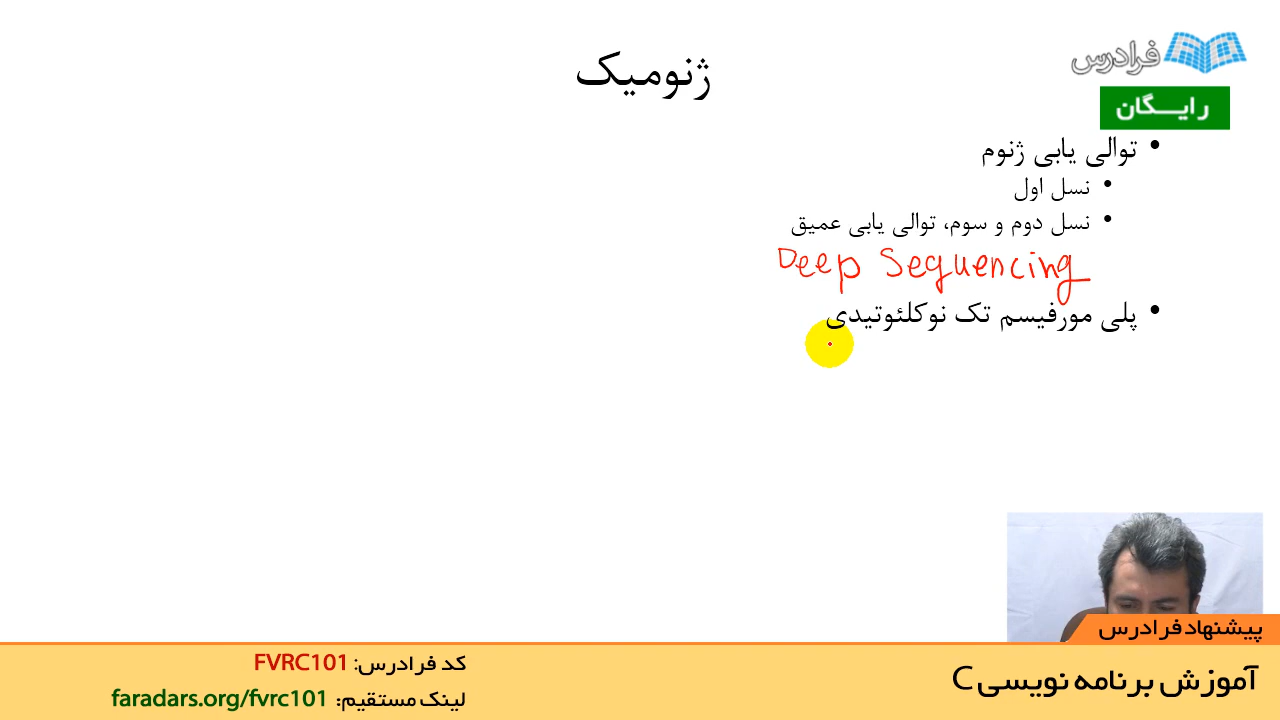 فرادرس
رایگان
ژنومیک
• توالی یابی ژنوم
• نسل اول
• نسل دوم و سوم، توالی یابی عمیق
Deep Sequencing
• پلی مورفیسم تک نوکلئوتیدی
پیشنهاد فرادرس
آموزش برنامه نویسی C
کد فرادرس: FVRC101
لینک مستقیم: faradars.org/fvrc101